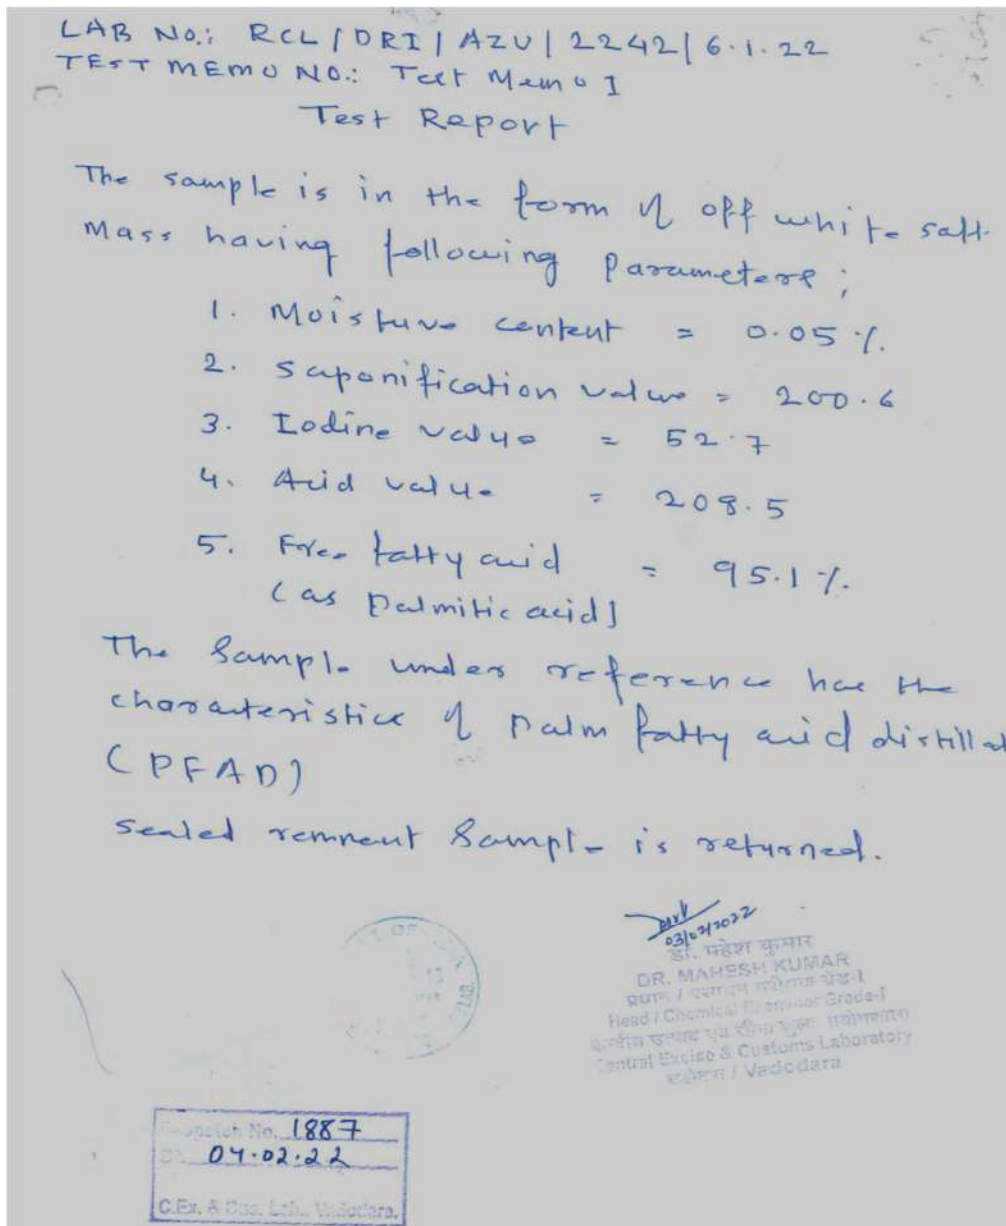 LAB NO.: RCL/DRI/AZU/2242/6.1.22
TEST MEMO NO.: Test Memo I
Test Report
The sample is in the form of off white soft
mass having following parameters;
1. Moisture content = 0.05%.
2. Saponification value = 200.6
3. Iodine value = 52.7
4. Acid value = 208.5
5. Free fatty acid = 95.1%.
(as palmitic acid)
The sample under reference has the
characteristics of palm fatty acid distillat
(PFAD)
Sealed remnant sample is returned.
03/02/2022
डॉ. महेश कुमार
DR. MAHESH KUMAR
Head / Chemical Examiner Grade-I
Central Excise & Customs Laboratory
वडोदरा / Vadodara
Despatch No. 1887
04.02.22
C.Ex. & Cus. Lab., Vadodara.